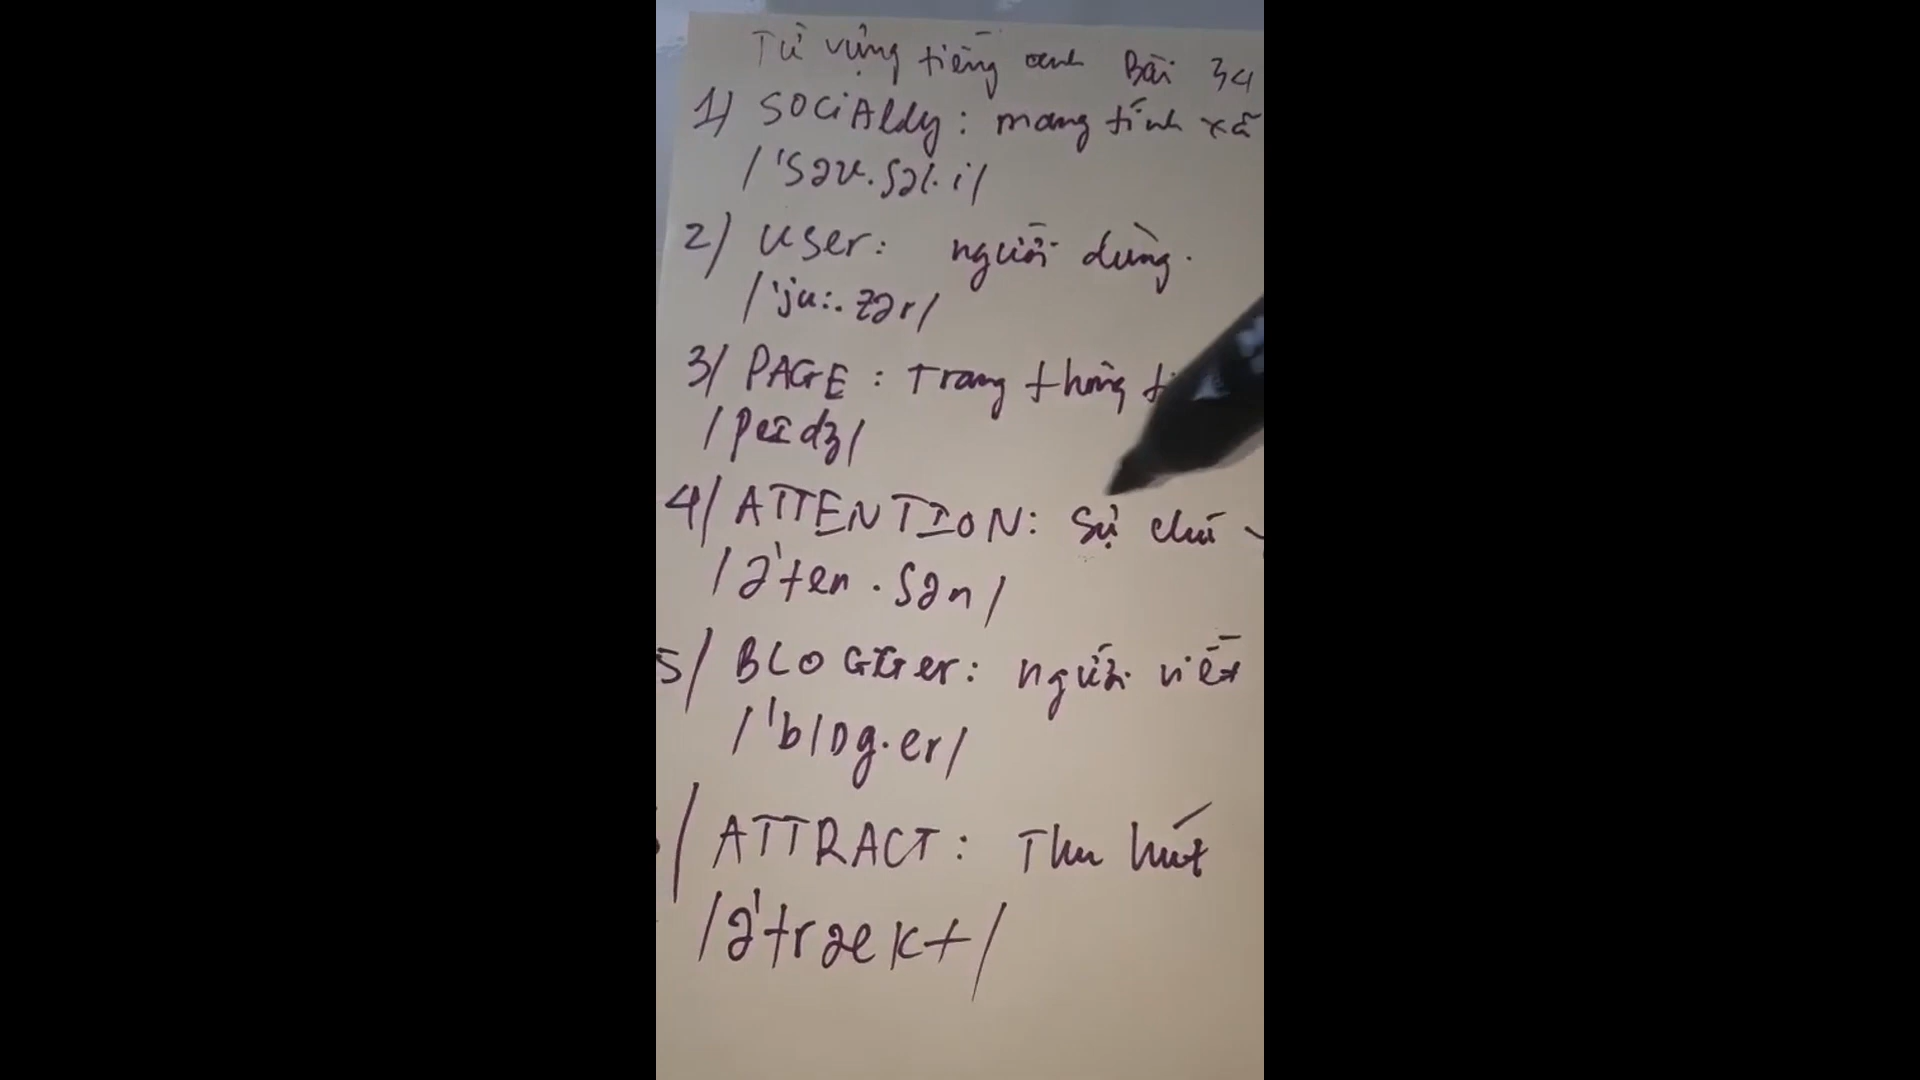 Từ vựng tiếng anh Bài 34
1/ SOCiAlly: mang tính xã
/ˈsəʊ.ʃəl.i/
2/ user: người dùng.
/ˈju:.zər/
3/ PAGE: Trang thông
/peɪdʒ/
4/ ATTENTION: Sự chú
/əˈten.ʃən/
5/ BLOGGer: người viết
/ˈblɒg.er/
/ ATTRACT: Thu hút
/əˈtrækt/